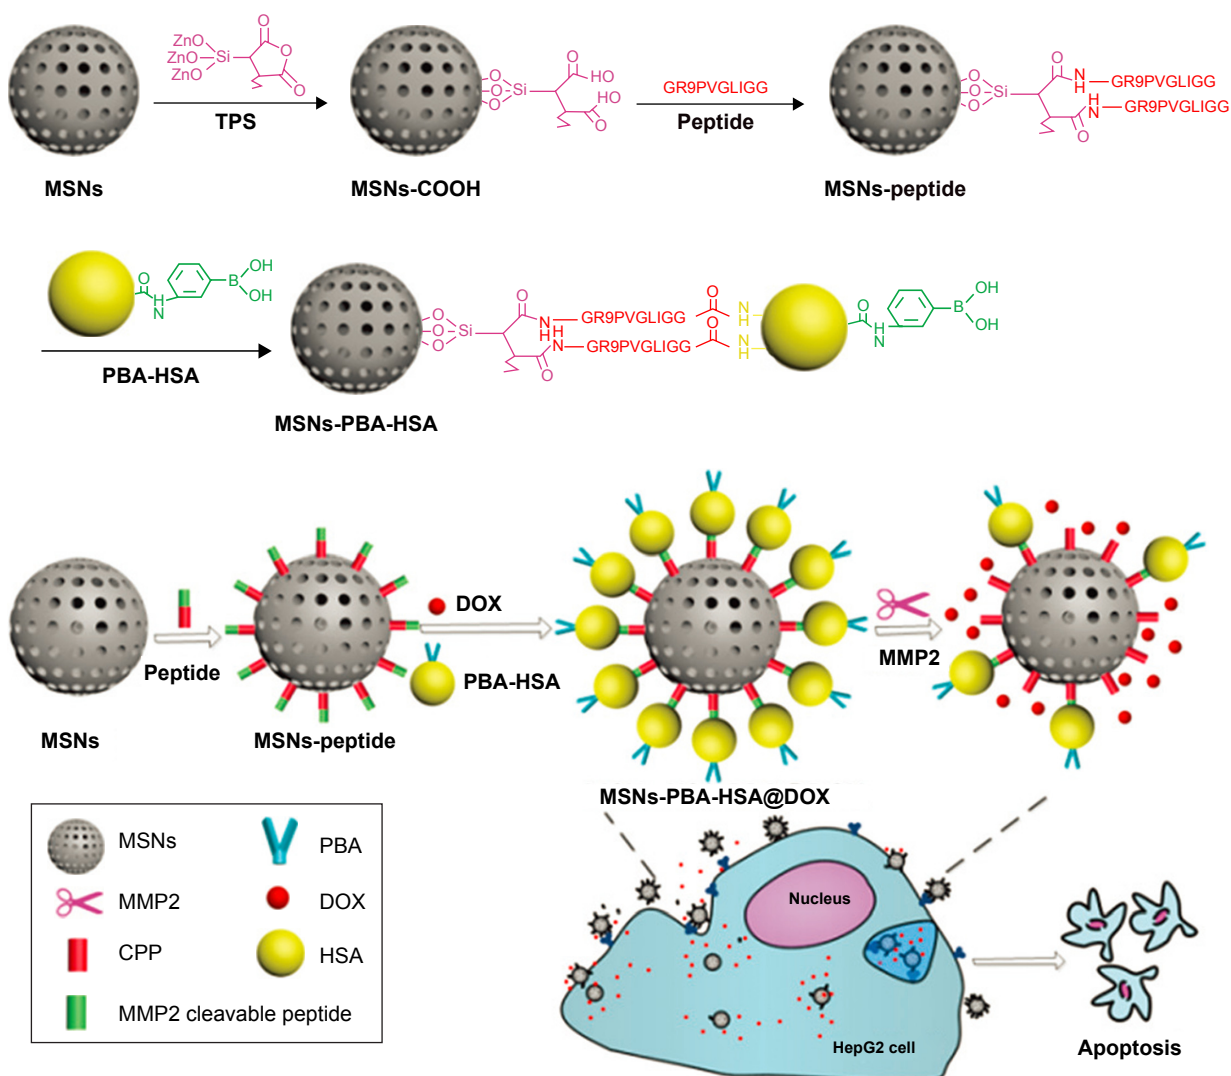 ZnO
ZnO
ZnO
Si
O
O
O
TPS
MSNs
O
O
O
Si
O
HO
HO
O
MSNs-COOH
GR9PVGLIGG
Peptide
O
O
O
Si
O
N
H
GR9PVGLIGG
H
N
GR9PVGLIGG
O
MSNs-peptide
O
H
N
B
OH
OH
PBA-HSA
O
O
O
Si
O
N
H
GR9PVGLIGG
O
N
H
H
N
GR9PVGLIGG
O
H
N
O
O
H
N
B
OH
OH
MSNs-PBA-HSA
MSNs
Peptide
MSNs-peptide
DOX
PBA-HSA
MSNs-PBA-HSA@DOX
MMP2
MSNs
PBA
MMP2
DOX
CPP
HSA
MMP2 cleavable peptide
Nucleus
HepG2 cell
Apoptosis